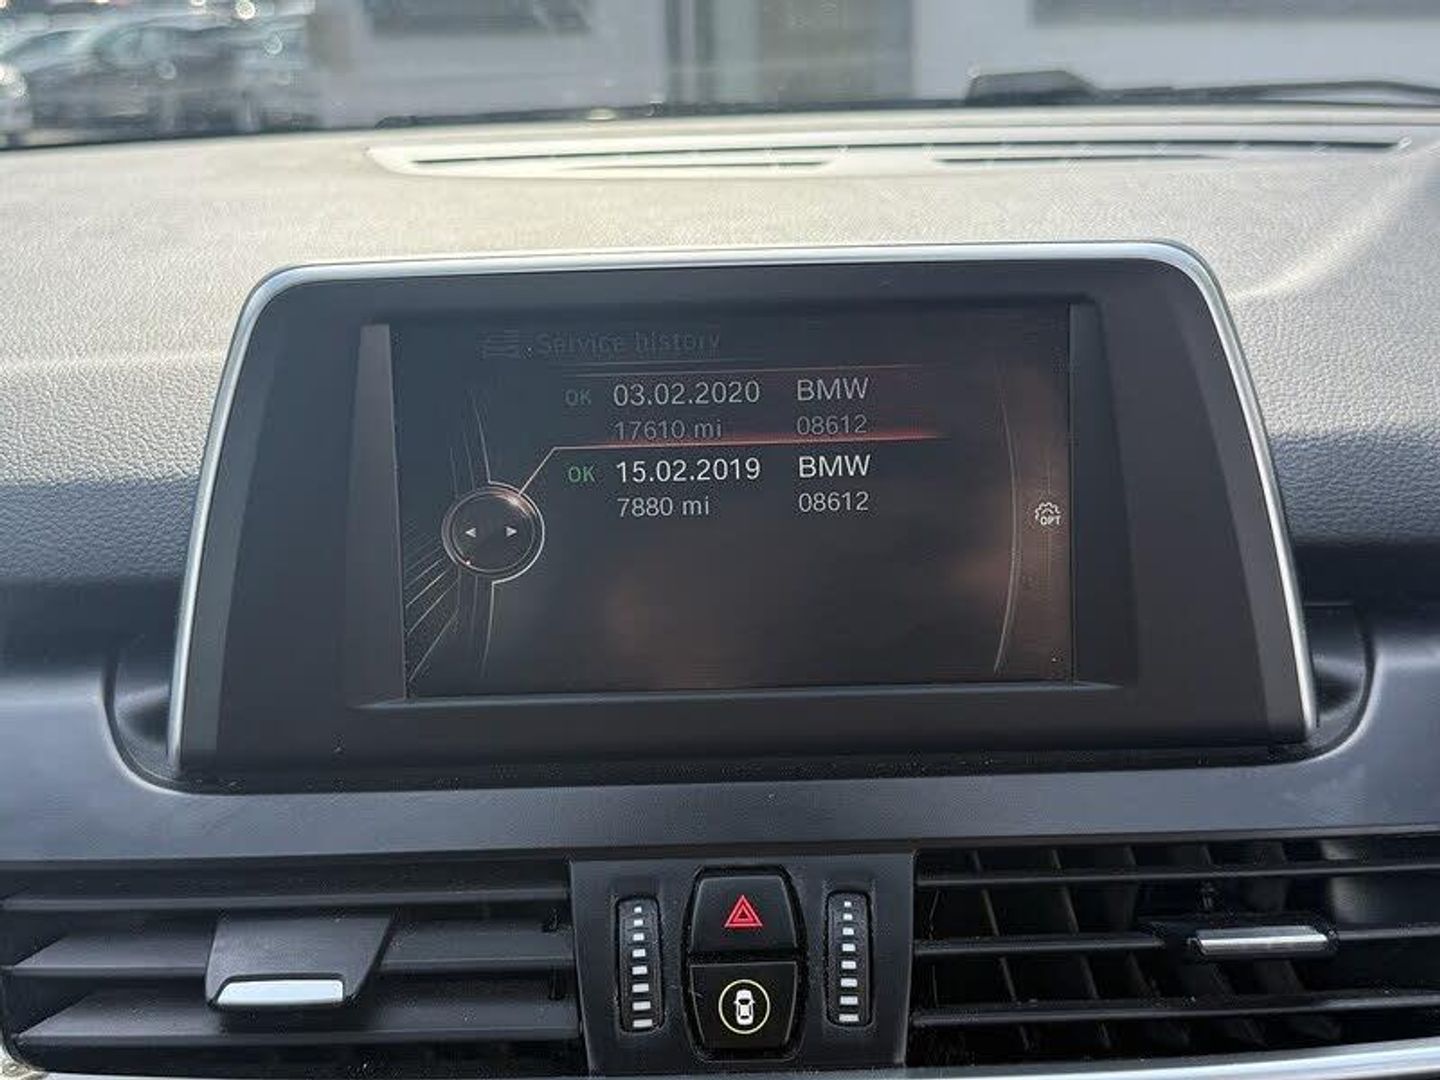 Service history
OK 03.02.2020 BMW
17610 mi 08612
OK 15.02.2019 BMW
7880 mi 08612
OPT